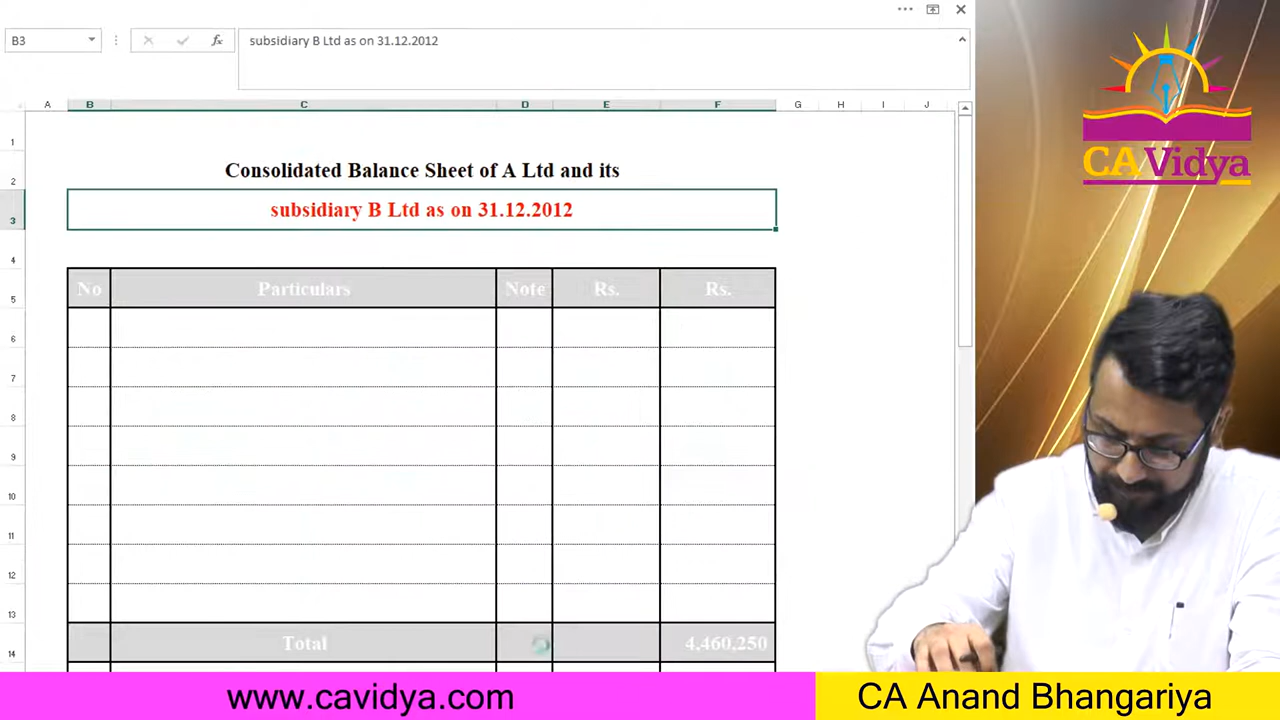 B3
fx
subsidiary B Ltd as on 31.12.2012
A B C D E F G H I J
1
Consolidated Balance Sheet of A Ltd and its
2
subsidiary B Ltd as on 31.12.2012
3
4
No Particulars Note Rs. Rs.
5
6
7
8
9
10
11
12
13
Total 4,460,250
14
CA Vidya
www.cavidya.com
CA Anand Bhangariya